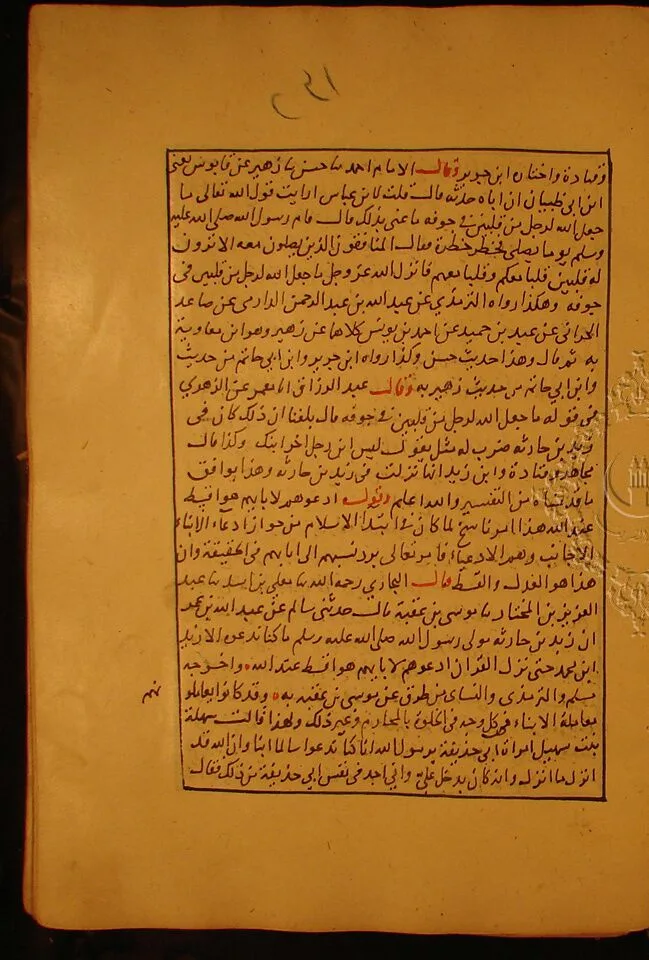 وقتادة واختاره ابن جرير وقال الامام احمد ثنا حسن ثنا زهير عن قابوس يعني
ابن ابي ظبيان ان اباه حدثه قال قلت لابن عباس ارايت قول الله تعالى ما
جعل الله لرجل من قلبين في جوفه ما عنى بذلك قال قام رسول الله صلى الله عليه
وسلم يوما يصلي فخطر خطرة فقال المنافقون الذين يصلون معه الا ترون
له قلبين قلبا معكم وقلبا معهم فانزل الله عز وجل ما جعل الله لرجل من قلبين في
جوفه وهكذا رواه الترمذي عن عبد الله بن عبد الرحمن الدارمي عن صاعد
الحراني عن عبد بن حميد عن احمد بن يونس كلاهما عن زهير وهو ابن معاوية
به ثم قال وهذا حديث حسن وكذا رواه ابن جرير وابن ابي حاتم من حديث
وابن ابي حاتم من حديث زهير به وقال عبد الرزاق انا معمر عن الزهري
في قوله ما جعل الله لرجل من قلبين في جوفه قال بلغنا ان ذلك كان في
زيد بن حارثه ضرب له مثل يقول ليس ابن رجل اخر ابنك وكذا قال
مجاهد وقتادة وابن زيد انها نزلت في زيد بن حارثه وهذا يوافق
ما قدمناه من التفسير والله اعلم وقوله ادعوهم لابايهم هو اقسط
عند الله هذا امر ناسخ لما كان في ابتدا الاسلام من جواز ادعاء الابناء
الاجانب وهم الادعياء فامر تعالى برد نسبهم الى ابايهم في الحقيقة وان
هذا هو العدل والقسط قال البخاري رحمه الله ثنا معلى بن اسد ثنا عبد
العزيز بن المختار ثنا موسى بن عقبة قال حدثني سالم عن عبد الله بن عمر
ان زيد بن حارثه مولى رسول الله صلى الله عليه وسلم ما كنا ندعوه الا زيد
ابن محمد حتى نزل القران ادعوهم لابايهم هو اقسط عند الله واخرجه
مسلم والترمذي والنساي من طرق عن موسى بن عقبه به وقد كانوا يعاملو
نهم
معاملة الابناء من كل وجه في الخلوة بالمحارم وغير ذلك ولهذا قالت سهلة
بنت سهيل امراة ابي حذيفة يرسول الله انا كنا ندعوا سالما ابنا وان الله قد
انزل ما انزل وانه كان يدخل علي واني اجد في نفس ابي حذيفة من ذلك فقال